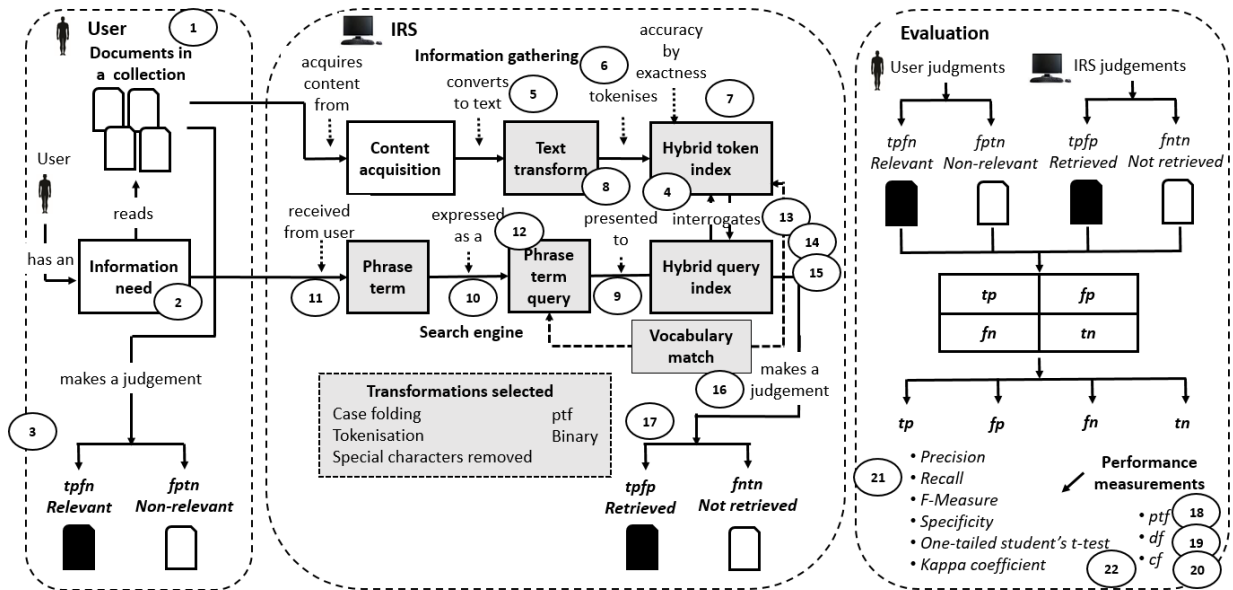 User
1
Documents in
a collection
User
reads
has an
Information
need
2
makes a judgement
3
tpfn
Relevant
fptn
Non-relevant
IRS
Information gathering
acquires
content
from
converts
to text
5
6
tokenises
accuracy
by
exactness
7
Content
acquisition
Text
transform
8
Hybrid token
index
4
received
from user
expressed
as a
12
presented
to
interrogates
13
14
15
11
Phrase
term
10
Phrase
term
query
9
Hybrid query
index
Search engine
Vocabulary
match
16
makes a
judgement
Transformations selected
Case folding
ptf
Tokenisation
Binary
Special characters removed
17
tpfp
Retrieved
fntn
Not retrieved
Evaluation
User judgments
IRS judgements
tpfn
Relevant
fptn
Non-relevant
tpfp
Retrieved
fntn
Not retrieved
tp
fp
fn
tn
tp
fp
fn
tn
21
• Precision
• Recall
• F-Measure
• Specificity
• One-tailed student's t-test
• Kappa coefficient
22
Performance
measurements
• ptf
18
• df
19
• cf
20